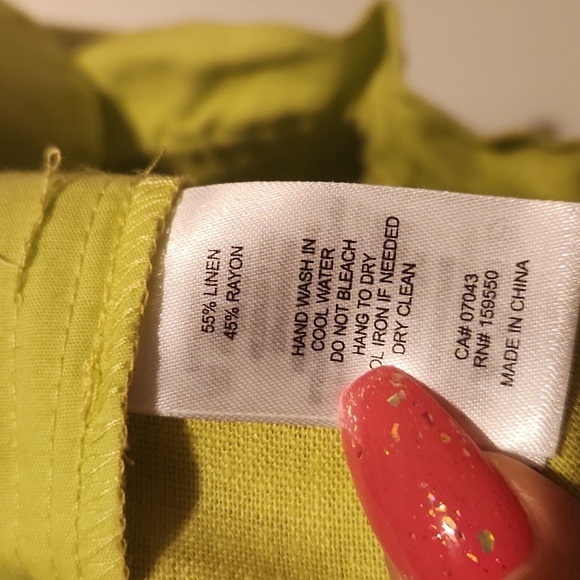 55% LINEN
45% RAYON
HAND WASH IN
COOL WATER
DO NOT BLEACH
HANG TO DRY
OL IRON IF NEEDED
DRY CLEAN
CA# 07043
RN# 159550
MADE IN CHINA